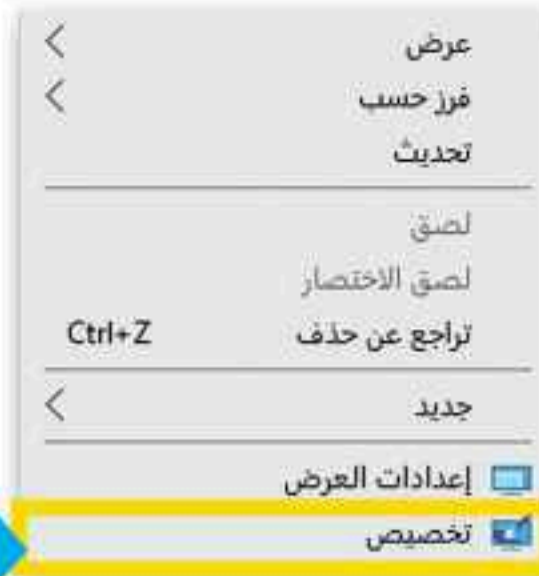 عرض
فرز حسب
تحديث
لصق
لصق الاختصار
تراجع عن حذف Ctrl+Z
جديد
إعدادات العرض
تخصيص